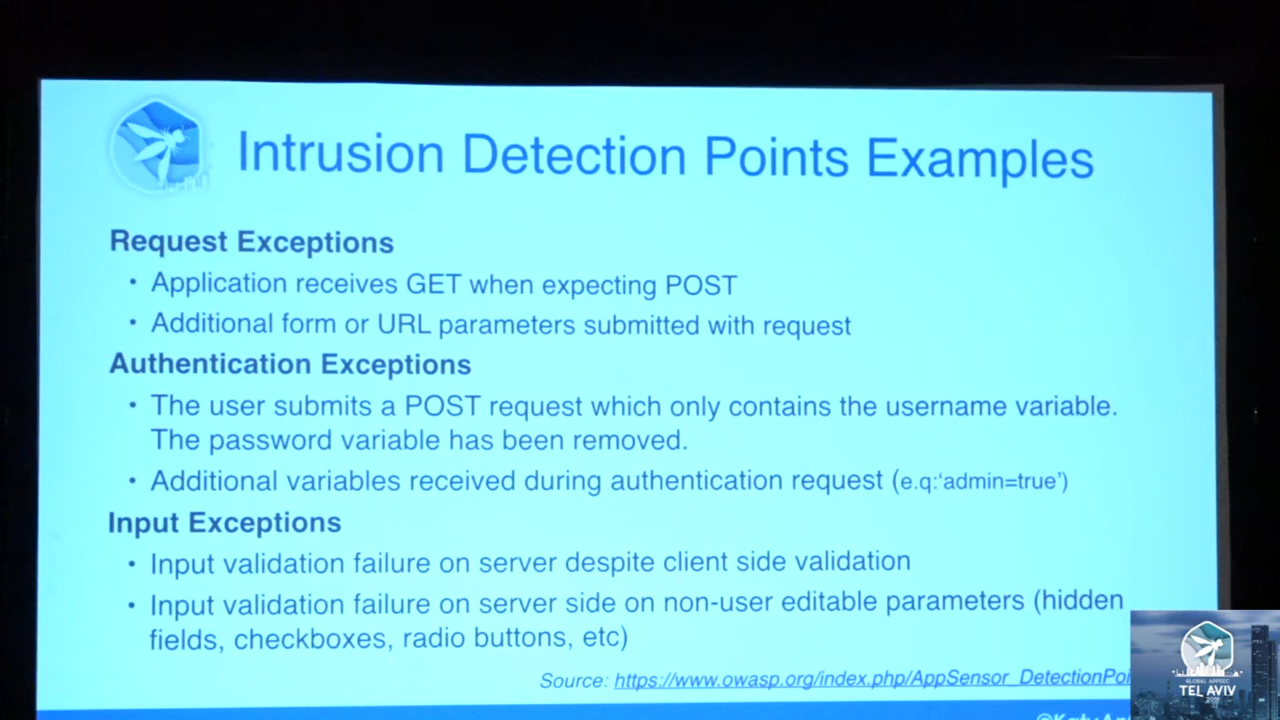 Intrusion Detection Points Examples
Request Exceptions
• Application receives GET when expecting POST
• Additional form or URL parameters submitted with request
Authentication Exceptions
• The user submits a POST request which only contains the username variable.
The password variable has been removed.
• Additional variables received during authentication request (e.q:‘admin=true’)
Input Exceptions
• Input validation failure on server despite client side validation
• Input validation failure on server side on non-user editable parameters (hidden
fields, checkboxes, radio buttons, etc)
Source: https://www.owasp.org/index.php/AppSensor_DetectionPoi
GLOBAL APPSEC
TEL AVIV